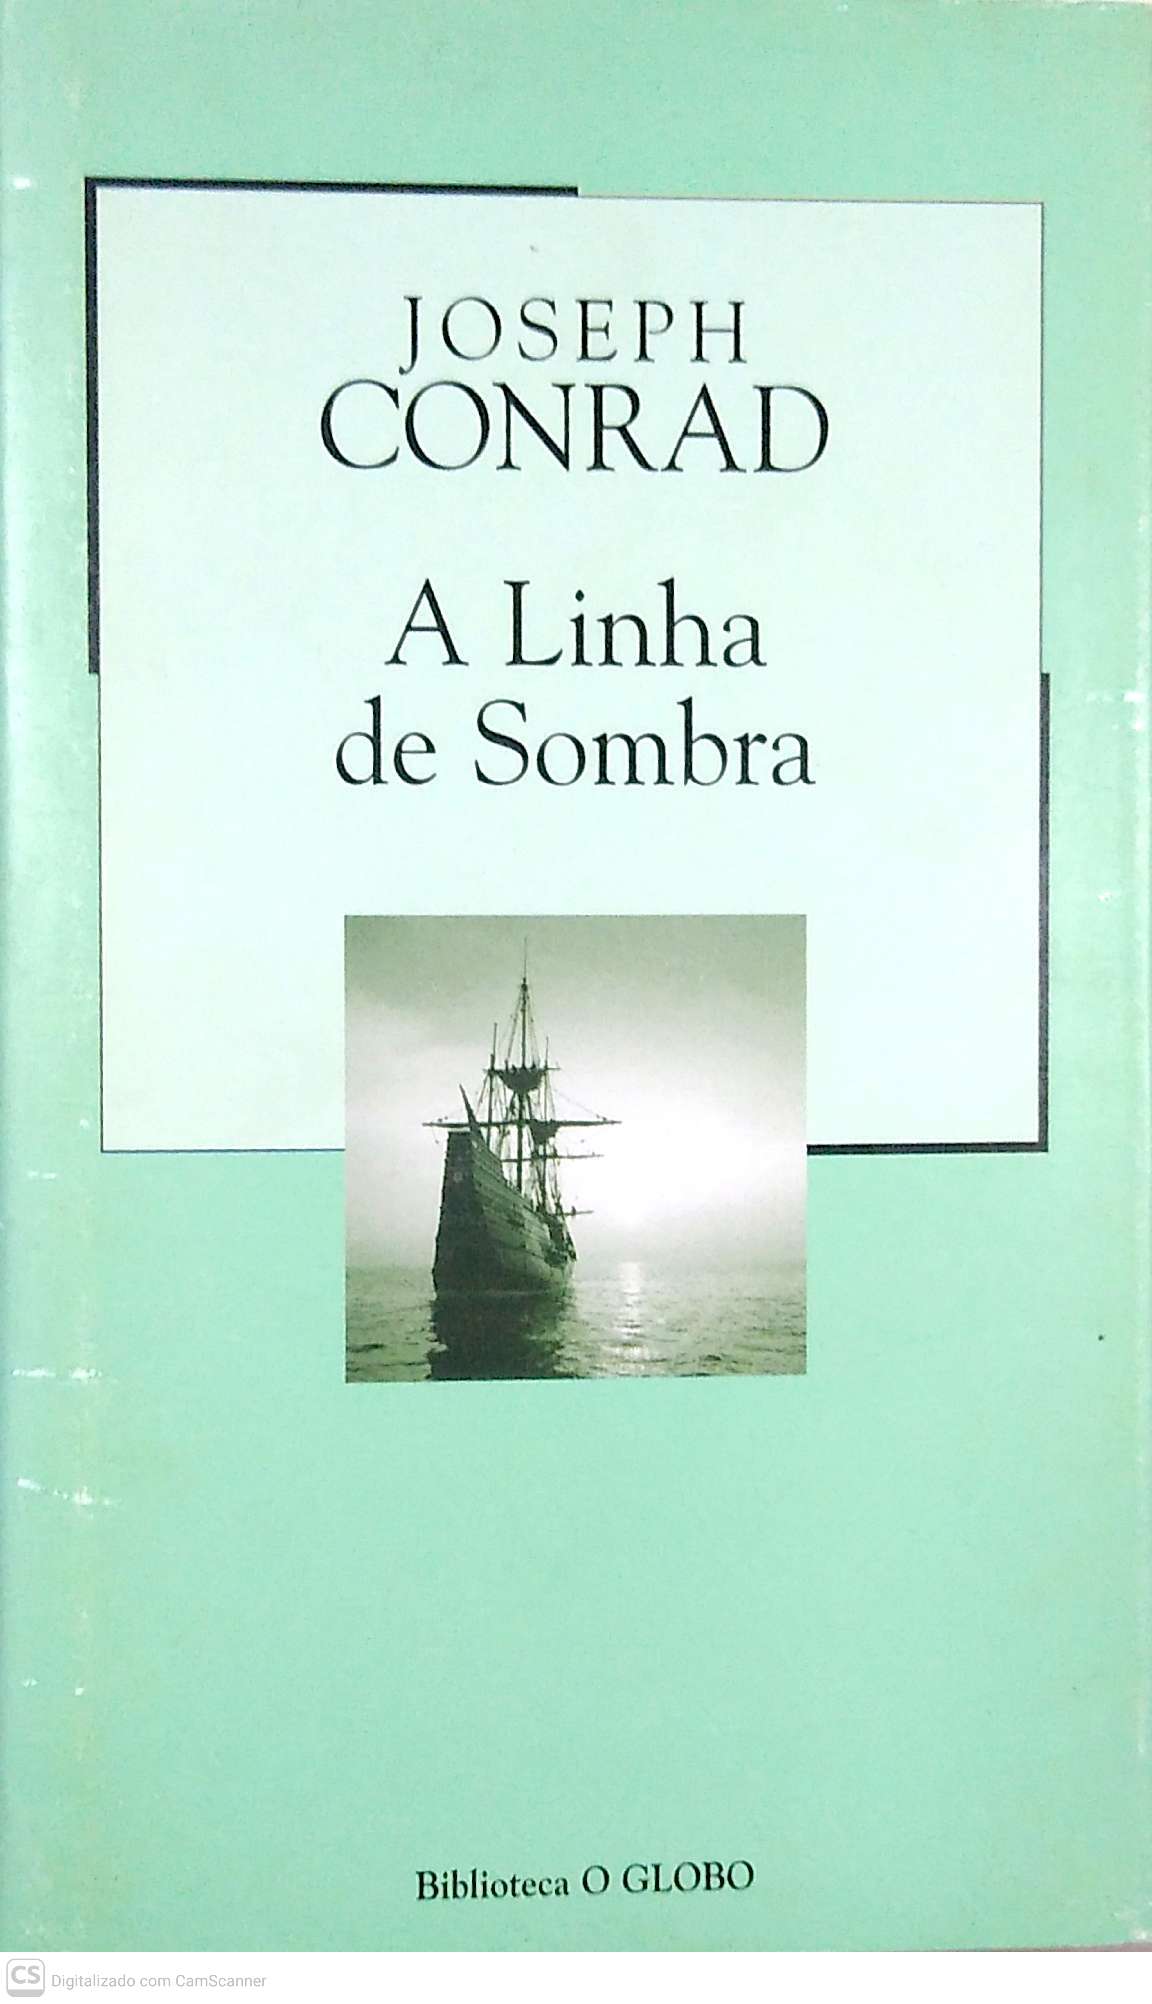 JOSEPH
CONRAD
A Linha
de Sombra
Biblioteca O GLOBO
CS Digitalizado com CamScanner